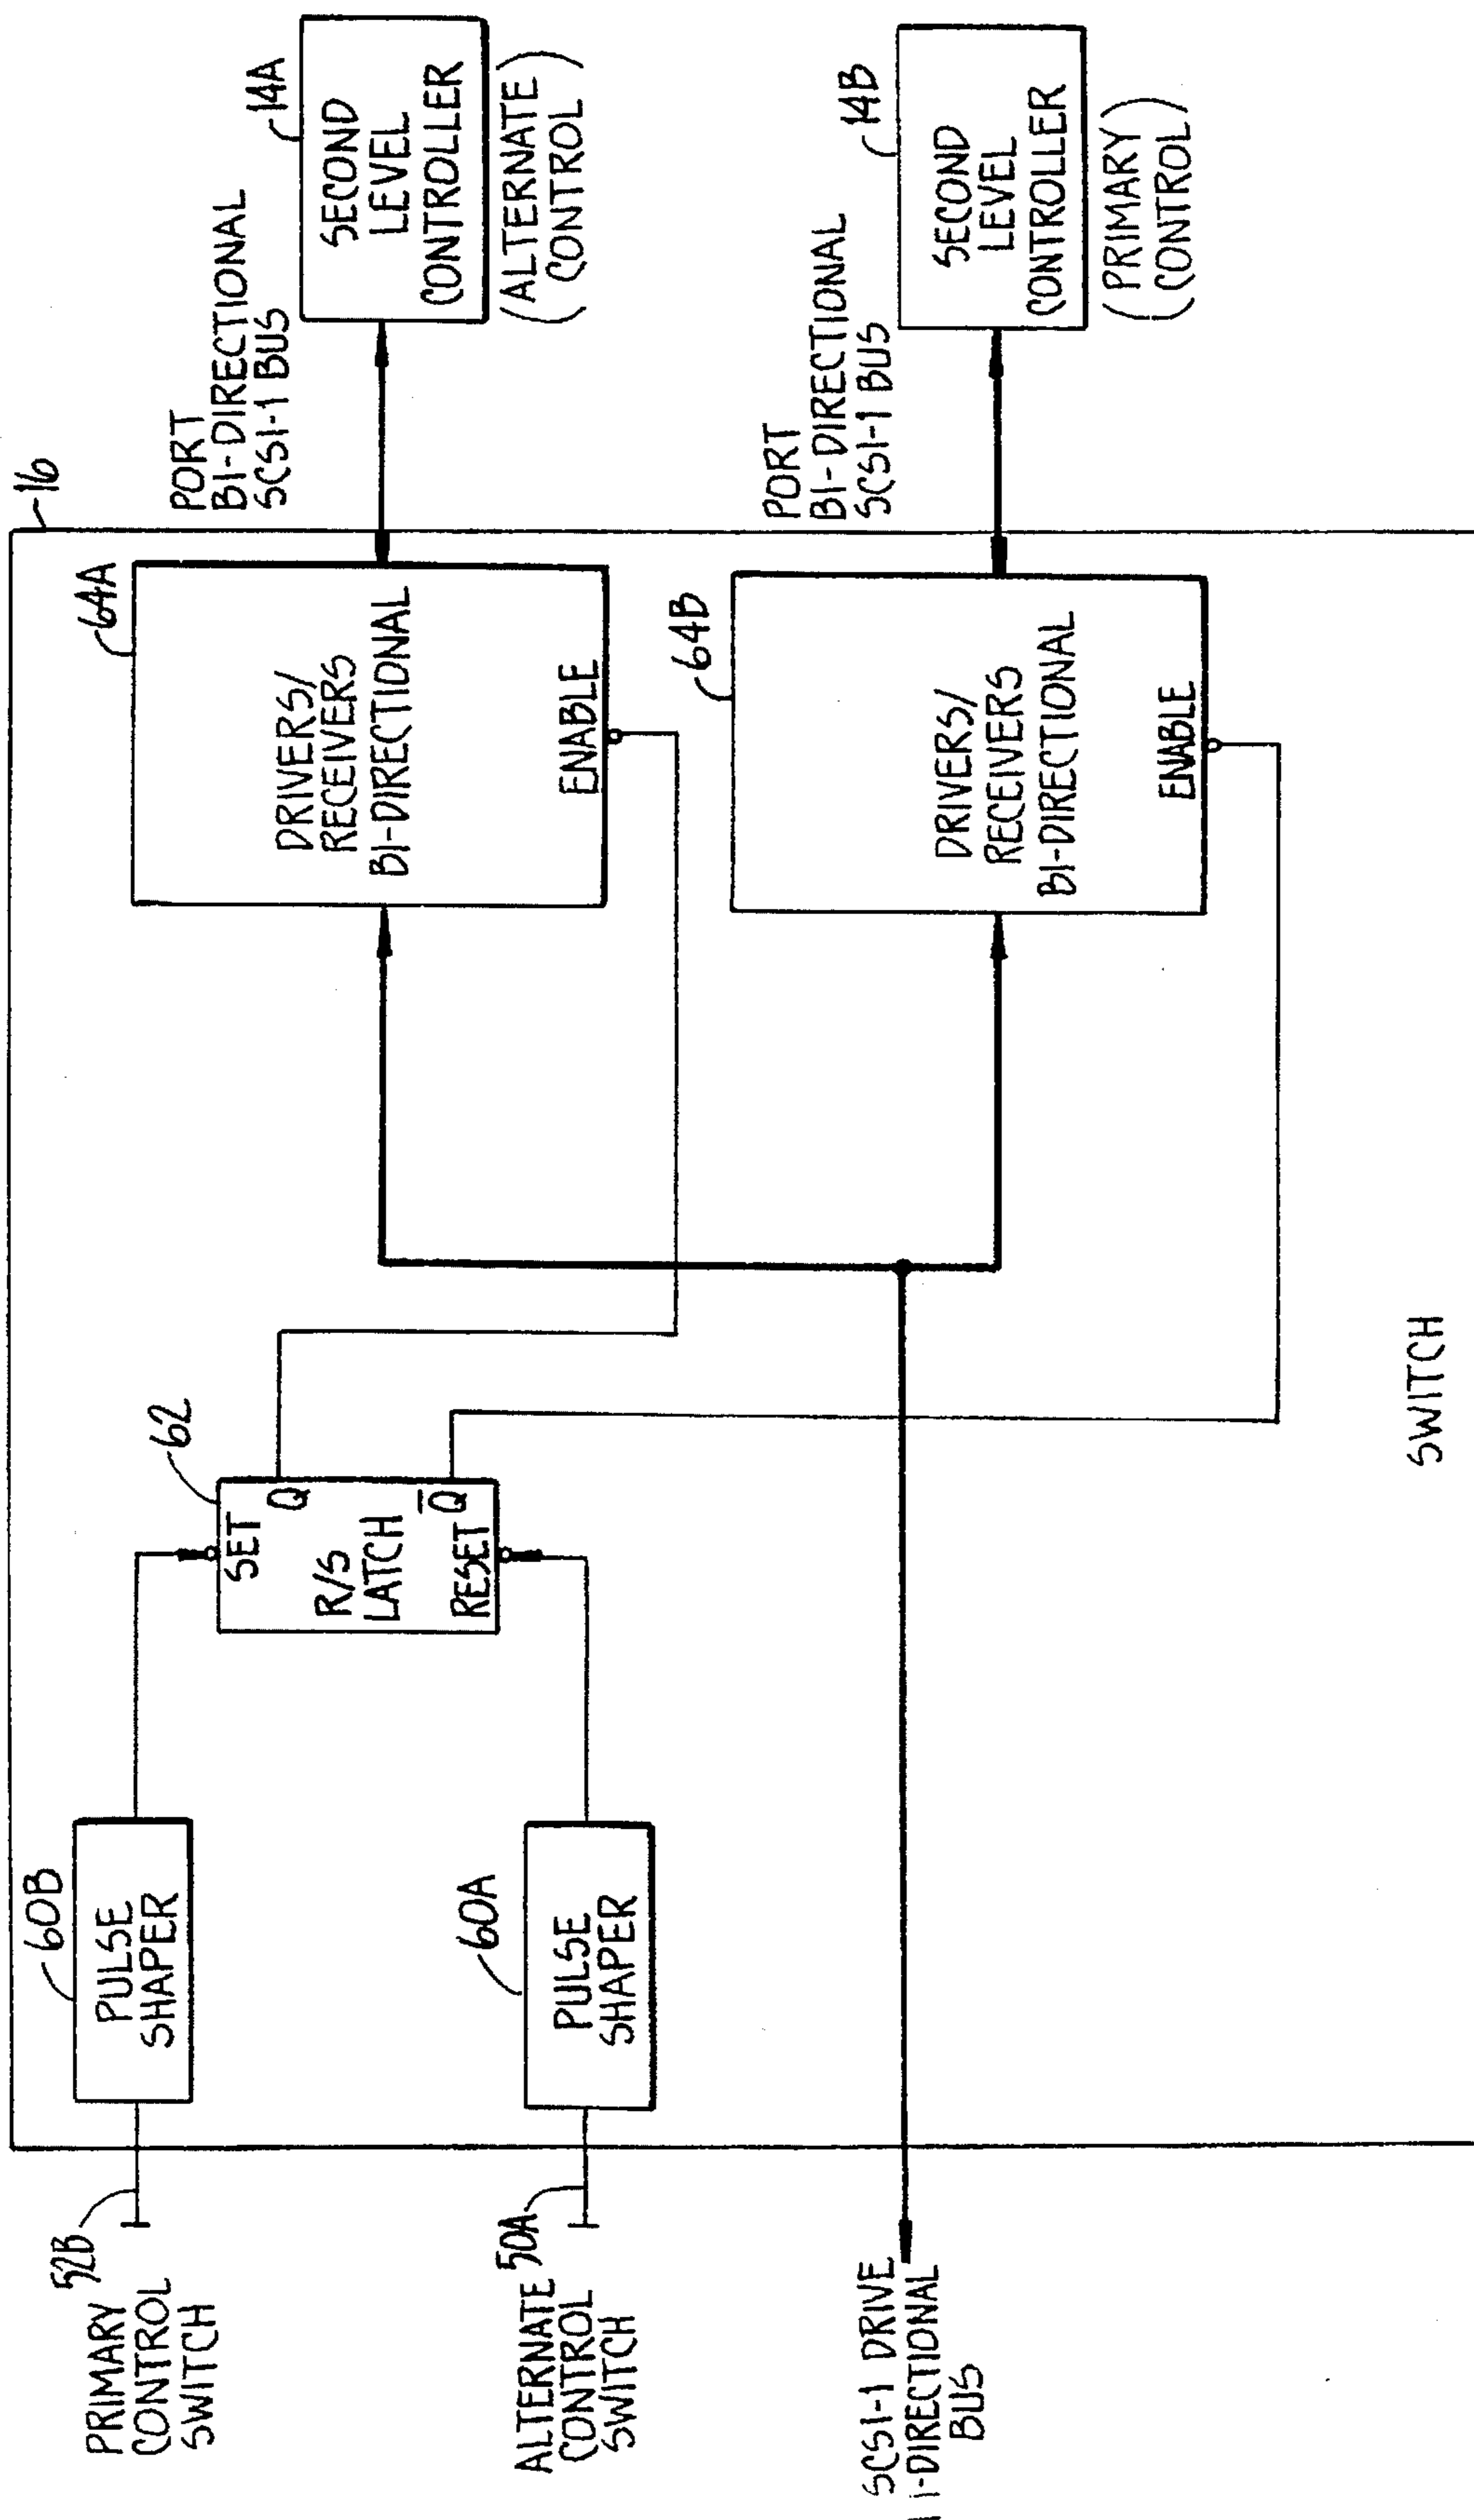 16
PRIMARY
CONTROL
SWITCH
52B
60B
PULSE
SHAPER
ALTERNATE
CONTROL
SWITCH
50A
60A
PULSE
SHAPER
62
SET
Q
R/S
LATCH
Q̅
RESET
64A
DRIVERS/
RECEIVERS
BI-DIRECTIONAL
ENABLE
PORT
BI-DIRECTIONAL
SCSI-1 BUS
14A
SECOND
LEVEL
CONTROLLER
(ALTERNATE)
(CONTROL)
64B
DRIVERS/
RECEIVERS
BI-DIRECTIONAL
ENABLE
PORT
BI-DIRECTIONAL
SCSI-1 BUS
14B
SECOND
LEVEL
CONTROLLER
(PRIMARY)
(CONTROL)
SCSI-1 DRIVE
I-DIRECTIONAL
BUS
SWITCH